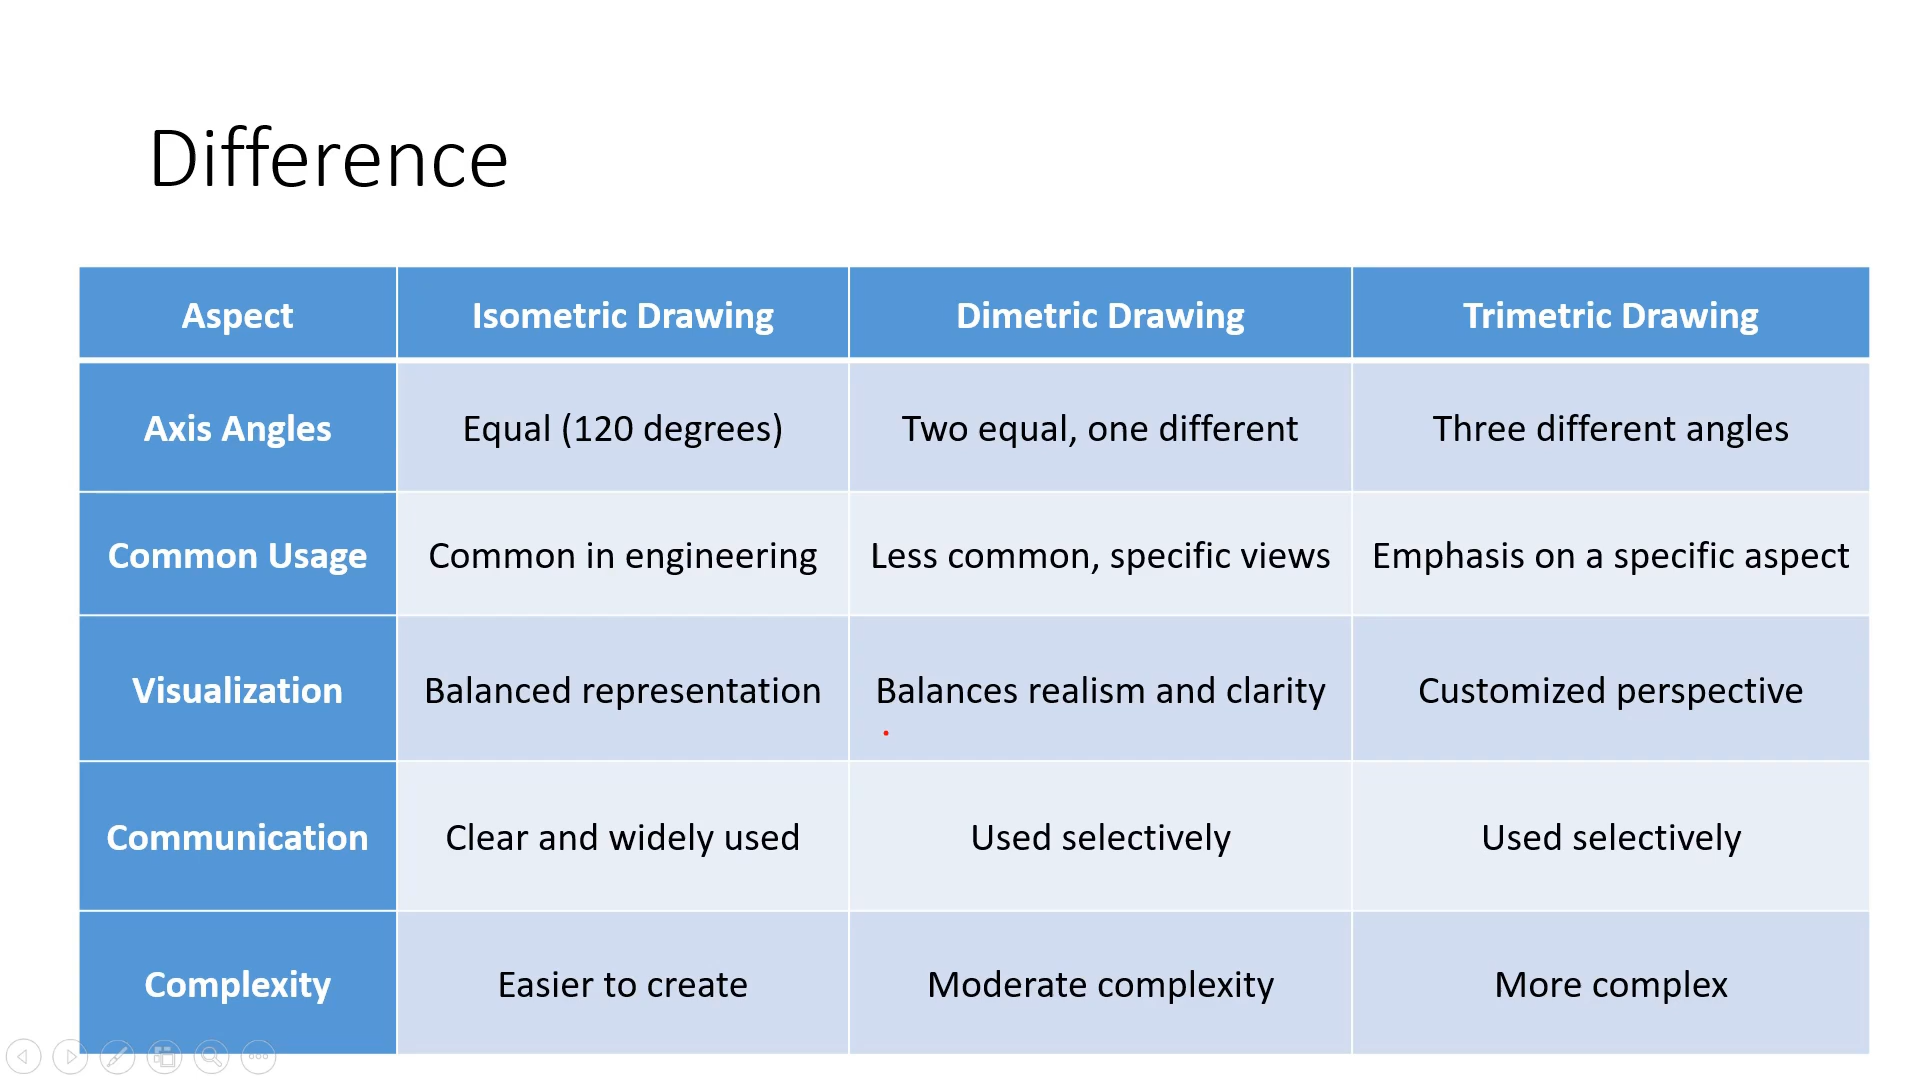 Difference
Aspect Isometric Drawing Dimetric Drawing Trimetric Drawing
Axis Angles Equal (120 degrees) Two equal, one different Three different angles
Common Usage Common in engineering Less common, specific views Emphasis on a specific aspect
Visualization Balanced representation Balances realism and clarity Customized perspective
Communication Clear and widely used Used selectively Used selectively
Complexity Easier to create Moderate complexity More complex